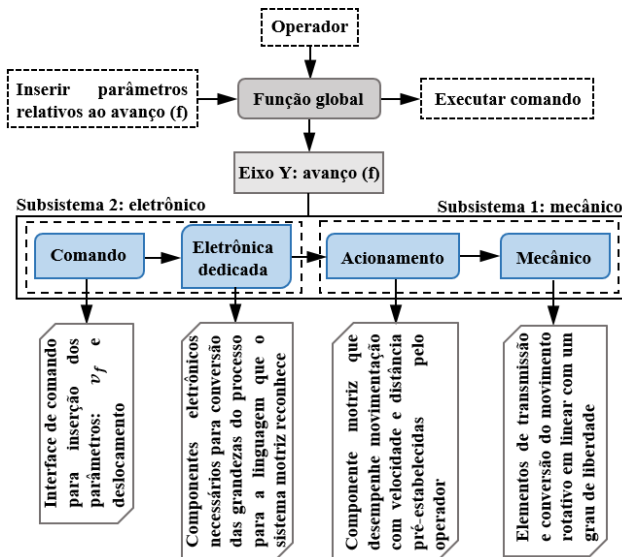 Operador
Inserir parâmetros
relativos ao avanço (f)
Função global
Executar comando
Eixo Y: avanço (f)
Subsistema 2: eletrônico
Subsistema 1: mecânico
Comando
Eletrônica
dedicada
Acionamento
Mecânico
Interface de comando
para inserção dos
parâmetros: v_f e
deslocamento
Componentes eletrônicos
necessários para conversão
das grandezas do processo
para a linguagem que o
sistema motriz reconhece
Componente motriz que
desempenhe movimentação
com velocidade e distância
pré-estabelecidas pelo
operador
Elementos de transmissão
e conversão do movimento
rotativo em linear com um
grau de liberdade